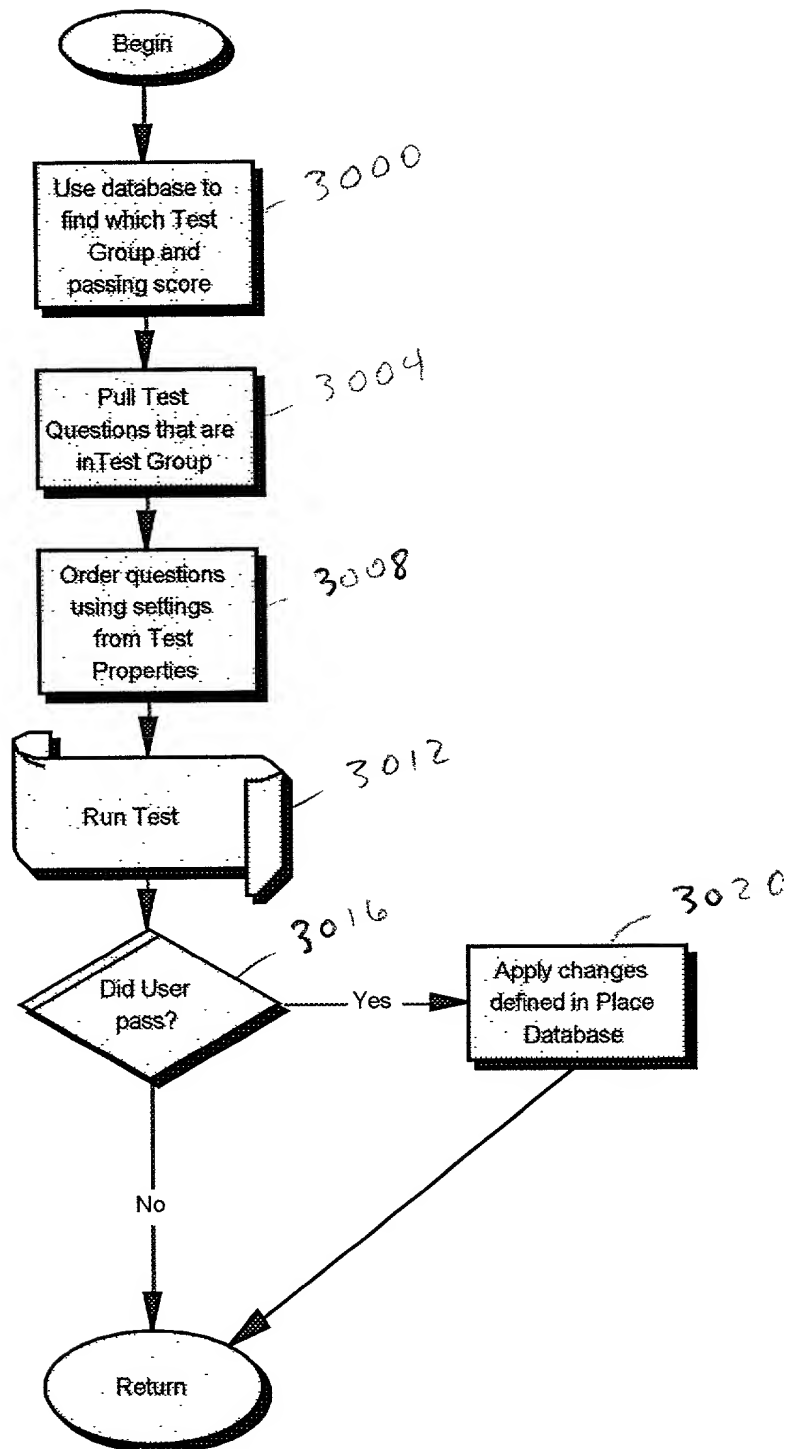 Begin
Use database to
find which Test
Group and
passing score
3000
Pull Test
Questions that are
inTest Group
3004
Order questions
using settings
from Test
Properties
3008
Run Test
3012
Did User
pass?
3016
Yes
Apply changes
defined in Place
Database
3020
No
Return